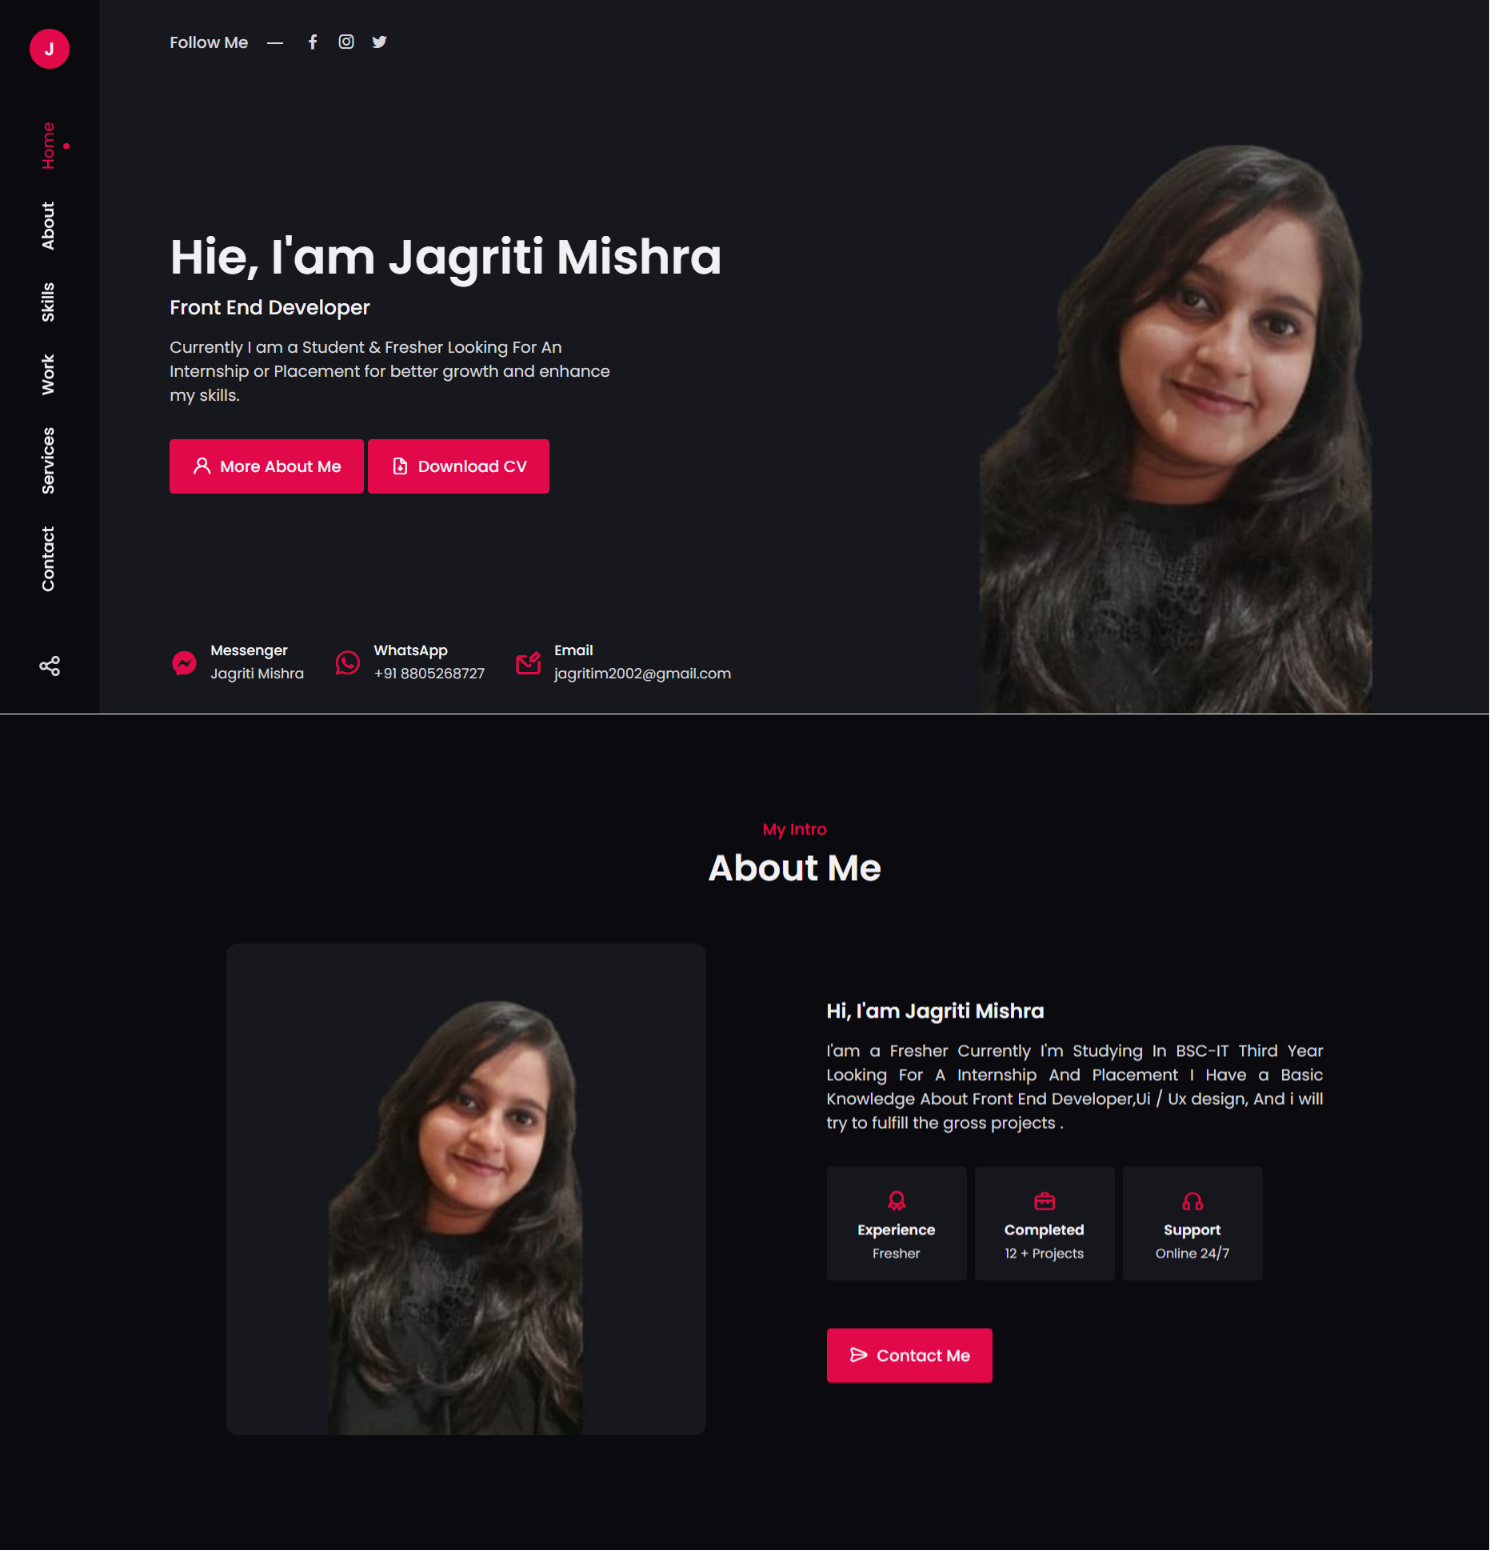 J
Home
About
Skills
Work
Services
Contact
Follow Me
Hie, I'am Jagriti Mishra
Front End Developer
Currently I am a Student & Fresher Looking For An
Internship or Placement for better growth and enhance
my skills.
More About Me
Download CV
Messenger
Jagriti Mishra
WhatsApp
+91 8805268727
Email
jagritim2002@gmail.com
My Intro
About Me
Hi, I'am Jagriti Mishra
I'am a Fresher Currently I'm Studying In BSC-IT Third Year
Looking For A Internship And Placement I Have a Basic
Knowledge About Front End Developer,Ui / Ux design, And i will
try to fulfill the gross projects .
Experience
Fresher
Completed
12 + Projects
Support
Online 24/7
Contact Me